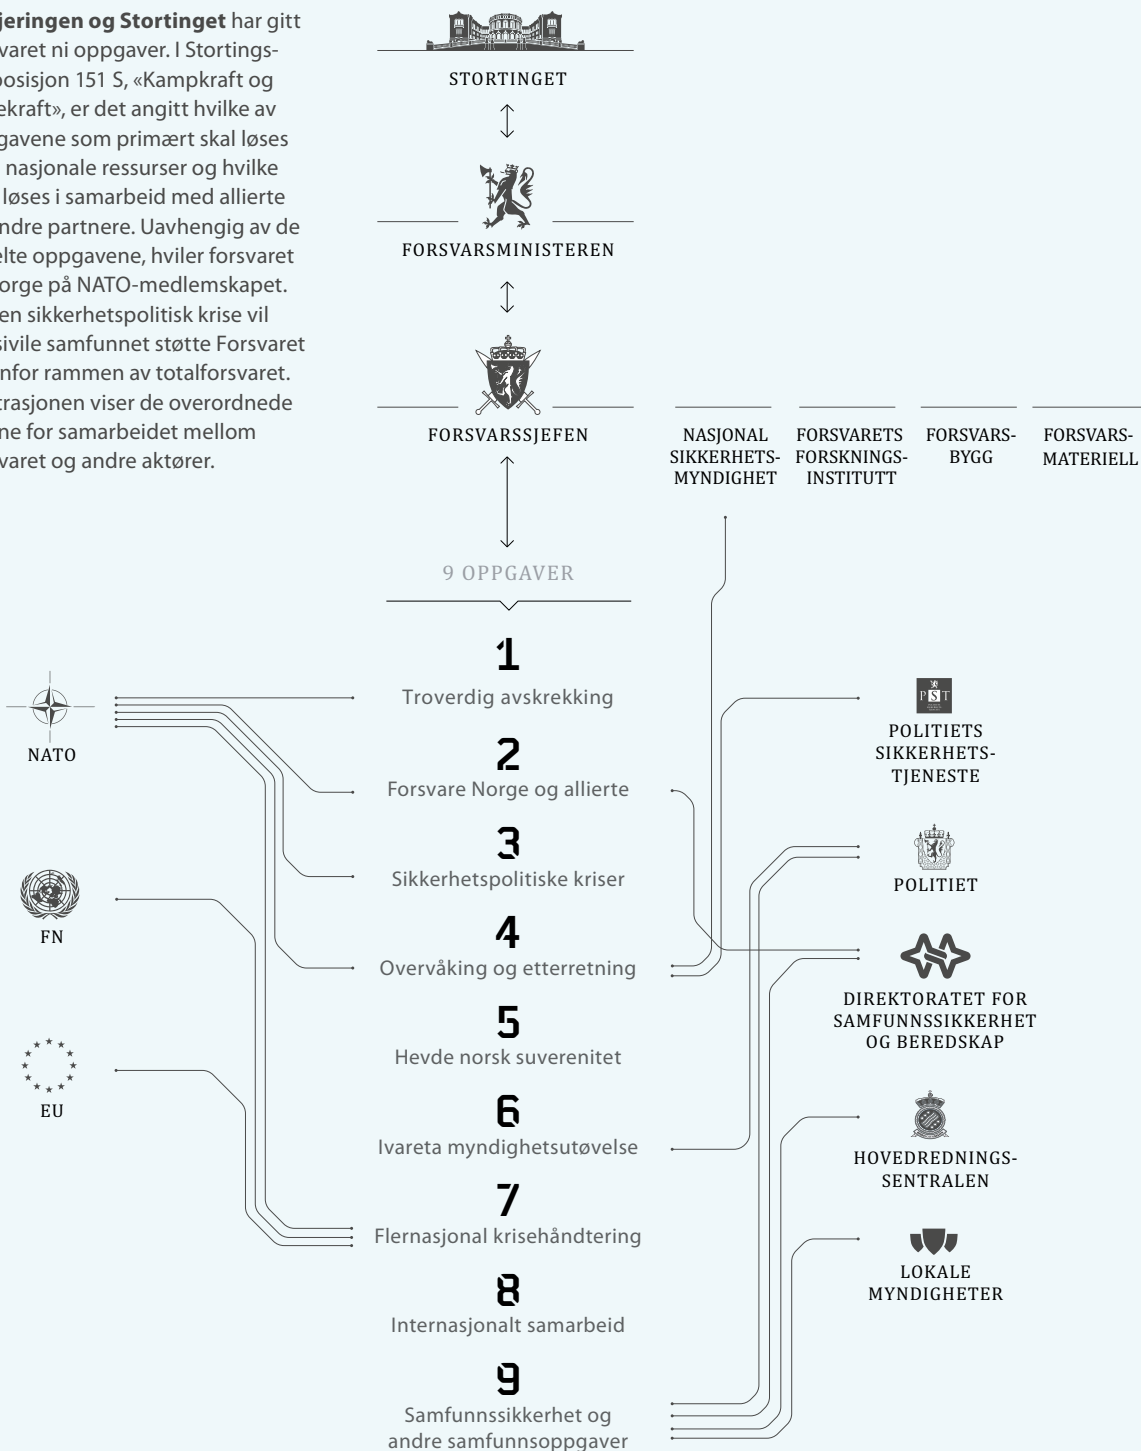 jeringen og Stortinget har gitt
varet ni oppgaver. I Stortings-
posisjon 151 S, «Kampkraft og
ekraft», er det angitt hvilke av
gavene som primært skal løses
nasjonale ressurser og hvilke
løses i samarbeid med allierte
ndre partnere. Uavhengig av de
elte oppgavene, hviler forsvaret
orge på NATO-medlemskapet.
en sikkerhetspolitisk krise vil
sivile samfunnet støtte Forsvaret
nfor rammen av totalforsvaret.
trasjonen viser de overordnede
ne for samarbeidet mellom
varet og andre aktører.
STORTINGET
FORSVARSMINISTEREN
FORSVARSSJEFEN
NASJONAL
SIKKERHETS-
MYNDIGHET
FORSVARETS
FORSKNINGS-
INSTITUTT
FORSVARS-
BYGG
FORSVARS-
MATERIELL
9 OPPGAVER
1
Troverdig avskrekking
2
Forsvare Norge og allierte
3
Sikkerhetspolitiske kriser
4
Overvåking og etterretning
5
Hevde norsk suverenitet
6
Ivareta myndighetsutøvelse
7
Flernasjonal krisehåndtering
8
Internasjonalt samarbeid
9
Samfunnssikkerhet og
andre samfunnsoppgaver
NATO
FN
EU
PST
POLITIETS
SIKKERHETS-
TJENESTE
POLITIET
DIREKTORATET FOR
SAMFUNNSSIKKERHET
OG BEREDSKAP
HOVEDREDNINGS-
SENTRALEN
LOKALE
MYNDIGHETER